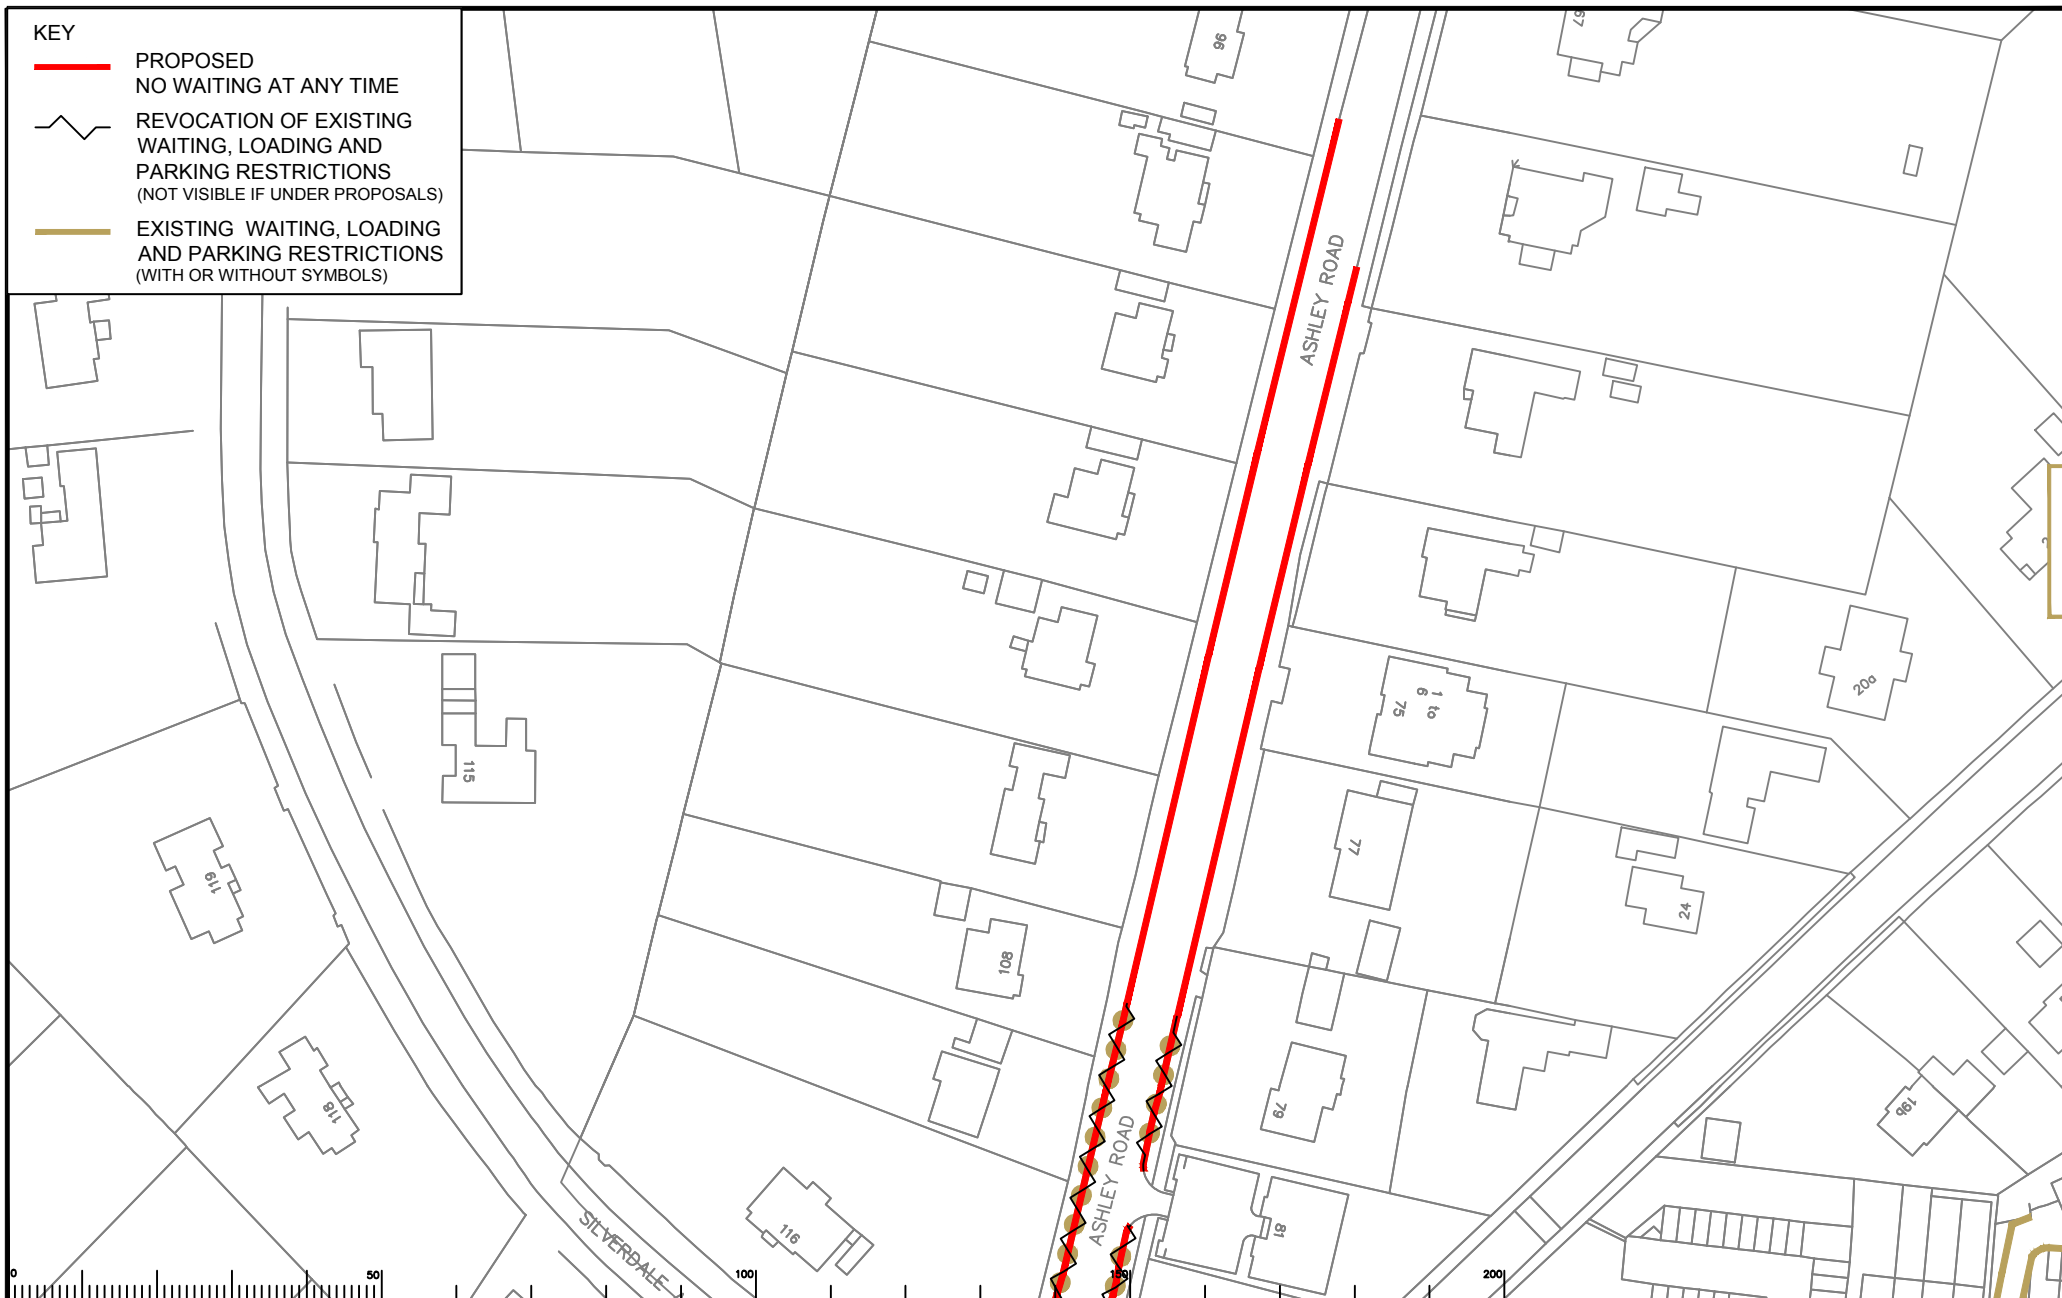 KEY
PROPOSED
NO WAITING AT ANY TIME
REVOCATION OF EXISTING
WAITING, LOADING AND
PARKING RESTRICTIONS
(NOT VISIBLE IF UNDER PROPOSALS)
EXISTING WAITING, LOADING
AND PARKING RESTRICTIONS
(WITH OR WITHOUT SYMBOLS)
96
67
ASHLEY ROAD
1 to
6
75
20a
115
77
119
24
108
118
79
19b
ASHLEY ROAD
116
81
SILVERDALE
0
50
100
150
200